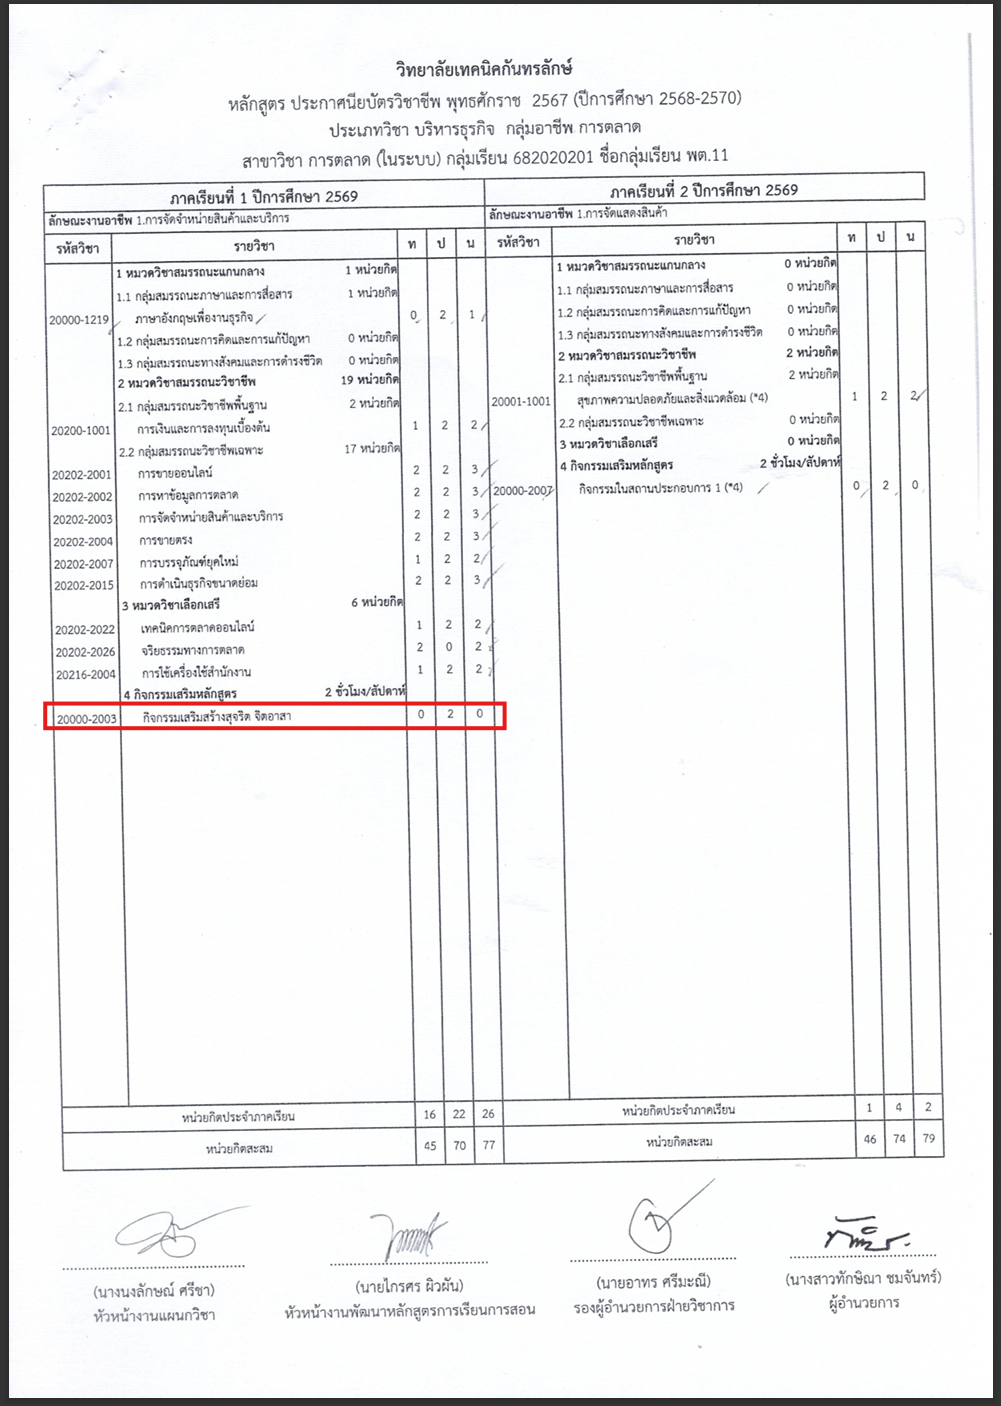 วิทยาลัยเทคนิคกันทรลักษ์
หลักสูตร ประกาศนียบัตรวิชาชีพ พุทธศักราช 2567 (ปีการศึกษา 2568-2570)
ประเภทวิชา บริหารธุรกิจ กลุ่มอาชีพ การตลาด
สาขาวิชา การตลาด (ในระบบ) กลุ่มเรียน 682020201 ชื่อกลุ่มเรียน พต.11
ภาคเรียนที่ 1 ปีการศึกษา 2569
ลักษณะงานอาชีพ 1.การจัดจำหน่ายสินค้าและบริการ
รหัสวิชา รายวิชา ท ป น
1 หมวดวิชาสมรรถนะแกนกลาง 1 หน่วยกิต
1.1 กลุ่มสมรรถนะภาษาและการสื่อสาร 1 หน่วยกิต
20000-1219 ภาษาอังกฤษเพื่องานธุรกิจ 0 2 1
1.2 กลุ่มสมรรถนะการคิดและการแก้ปัญหา 0 หน่วยกิต
1.3 กลุ่มสมรรถนะทางสังคมและการดำรงชีวิต 0 หน่วยกิต
2 หมวดวิชาสมรรถนะวิชาชีพ 19 หน่วยกิต
2.1 กลุ่มสมรรถนะวิชาชีพพื้นฐาน 2 หน่วยกิต
20200-1001 การเงินและการลงทุนเบื้องต้น 1 2 2
2.2 กลุ่มสมรรถนะวิชาชีพเฉพาะ 17 หน่วยกิต
20202-2001 การขายออนไลน์ 2 2 3
20202-2002 การหาข้อมูลการตลาด 2 2 3
20202-2003 การจัดจำหน่ายสินค้าและบริการ 2 2 3
20202-2004 การขายตรง 2 2 3
20202-2007 การบรรจุภัณฑ์ยุคใหม่ 1 2 2
20202-2015 การดำเนินธุรกิจขนาดย่อม 2 2 3
3 หมวดวิชาเลือกเสรี 6 หน่วยกิต
20202-2022 เทคนิคการตลาดออนไลน์ 1 2 2
20202-2026 จริยธรรมทางการตลาด 2 0 2
20216-2004 การใช้เครื่องใช้สำนักงาน 1 2 2
4 กิจกรรมเสริมหลักสูตร 2 ชั่วโมง/สัปดาห์
20000-2003 กิจกรรมเสริมสร้างสุจริต จิตอาสา 0 2 0
หน่วยกิตประจำภาคเรียน 16 22 26
หน่วยกิตสะสม 45 70 77
ภาคเรียนที่ 2 ปีการศึกษา 2569
ลักษณะงานอาชีพ 1.การจัดแสดงสินค้า
รหัสวิชา รายวิชา ท ป น
1 หมวดวิชาสมรรถนะแกนกลาง 0 หน่วยกิต
1.1 กลุ่มสมรรถนะภาษาและการสื่อสาร 0 หน่วยกิต
1.2 กลุ่มสมรรถนะการคิดและการแก้ปัญหา 0 หน่วยกิต
1.3 กลุ่มสมรรถนะทางสังคมและการดำรงชีวิต 0 หน่วยกิต
2 หมวดวิชาสมรรถนะวิชาชีพ 2 หน่วยกิต
2.1 กลุ่มสมรรถนะวิชาชีพพื้นฐาน 2 หน่วยกิต
20001-1001 สุขภาพความปลอดภัยและสิ่งแวดล้อม (*4) 1 2 2
2.2 กลุ่มสมรรถนะวิชาชีพเฉพาะ 0 หน่วยกิต
3 หมวดวิชาเลือกเสรี 0 หน่วยกิต
4 กิจกรรมเสริมหลักสูตร 2 ชั่วโมง/สัปดาห์
20000-2007 กิจกรรมในสถานประกอบการ 1 (*4) 0 2 0
หน่วยกิตประจำภาคเรียน 1 4 2
หน่วยกิตสะสม 46 74 79
(นางนงลักษณ์ ศรีชา)
หัวหน้างานแผนกวิชา
(นายไกรศร ผิวผัน)
หัวหน้างานพัฒนาหลักสูตรการเรียนการสอน
(นายอาทร ศรีมะณี)
รองผู้อำนวยการฝ่ายวิชาการ
(นางสาวทักษิณา ชมจันทร์)
ผู้อำนวยการ